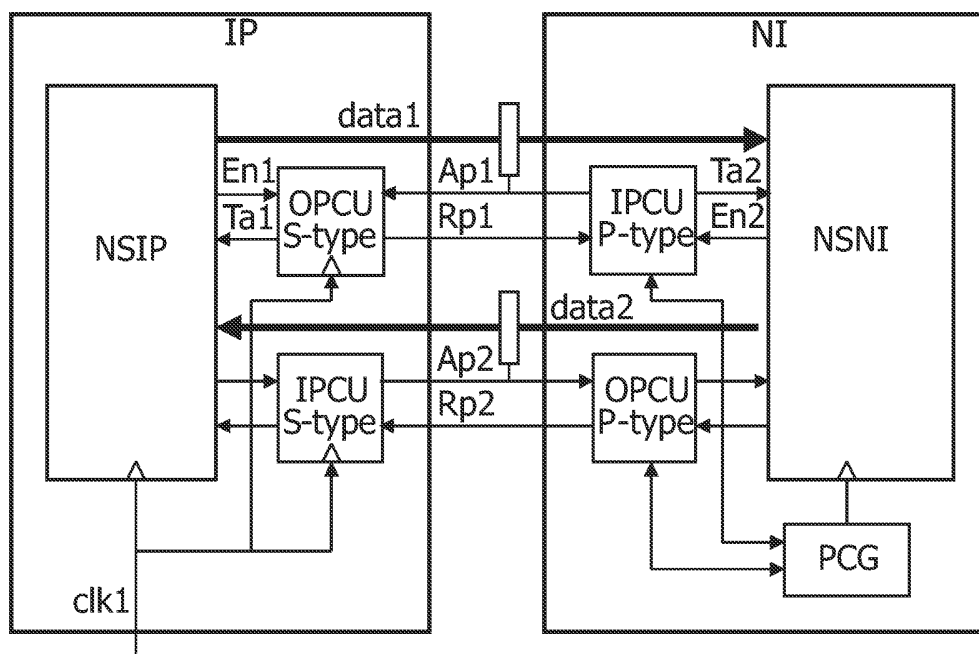 IP
NI
data1
En1
Ta1
OPCU
S-type
Ap1
Rp1
IPCU
P-type
Ta2
En2
NSIP
NSNI
data2
IPCU
S-type
Ap2
Rp2
OPCU
P-type
PCG
clk1